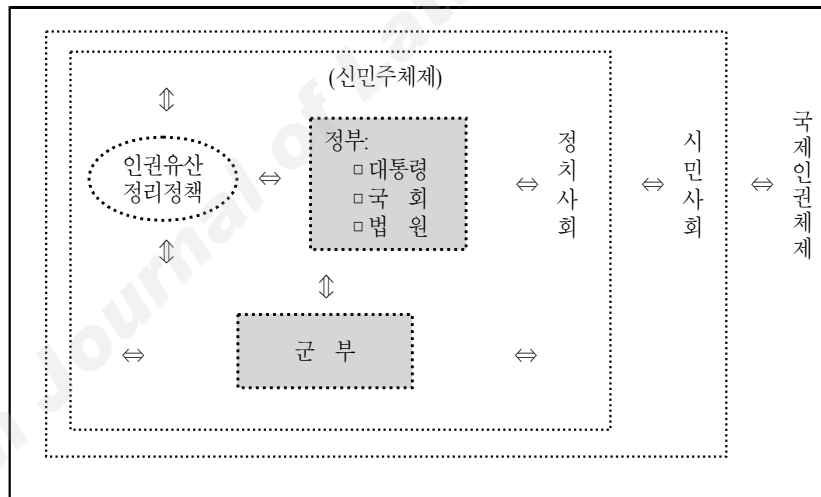 (신민주체제)
⇕
인권유산
정리정책
⇔
정부:
□ 대통령
□ 국 회
□ 법 원
⇔
정치사회
⇔
시민사회
⇔
국제인권체제
⇕
⇕
⇔
군 부
⇔
Journal of